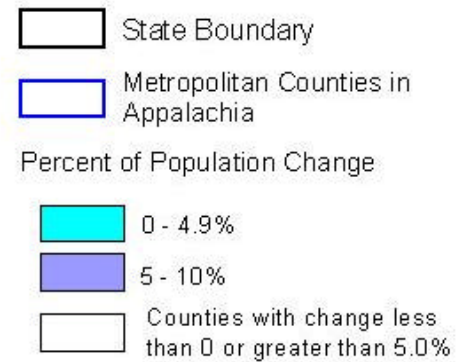 State Boundary
Metropolitan Counties in
Appalachia
Percent of Population Change
0 - 4.9%
5 - 10%
Counties with change less
than 0 or greater than 5.0%